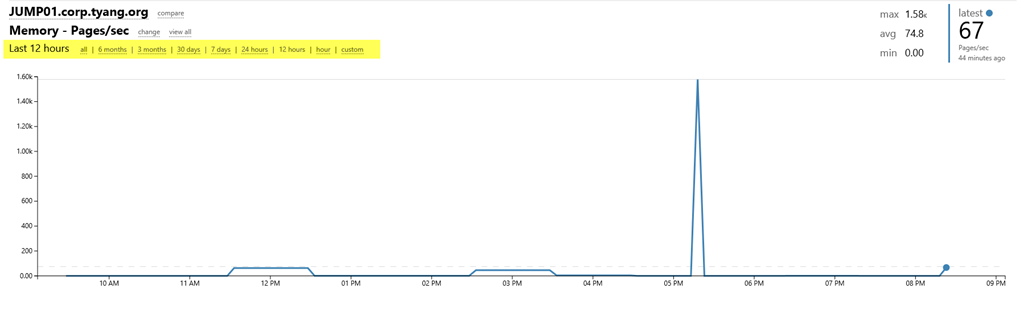 JUMP01.corp.tyang.org compare
Memory - Pages/sec change view all
Last 12 hours all | 6 months | 3 months | 30 days | 7 days | 24 hours | 12 hours | hour | custom
max 1.58k
avg 74.8
min 0.00
latest
67
Pages/sec
44 minutes ago
1.60k
1.40k
1.20k
1.00k
800
600
400
200
0.00
10 AM 11 AM 12 PM 01 PM 02 PM 03 PM 04 PM 05 PM 06 PM 07 PM 08 PM 09 PM